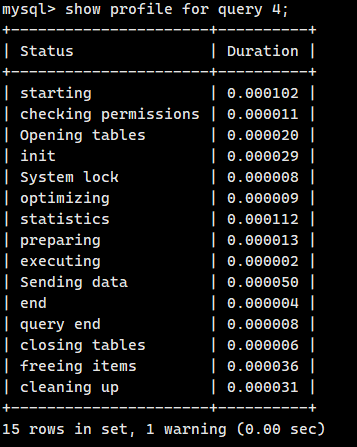 mysql> show profile for query 4;
+----------------------+----------+
| Status               | Duration |
+----------------------+----------+
| starting             | 0.000102 |
| checking permissions | 0.000011 |
| Opening tables       | 0.000020 |
| init                 | 0.000029 |
| System lock          | 0.000008 |
| optimizing           | 0.000009 |
| statistics           | 0.000112 |
| preparing            | 0.000013 |
| executing            | 0.000002 |
| Sending data         | 0.000050 |
| end                  | 0.000004 |
| query end            | 0.000008 |
| closing tables       | 0.000006 |
| freeing items        | 0.000036 |
| cleaning up          | 0.000031 |
+----------------------+----------+
15 rows in set, 1 warning (0.00 sec)